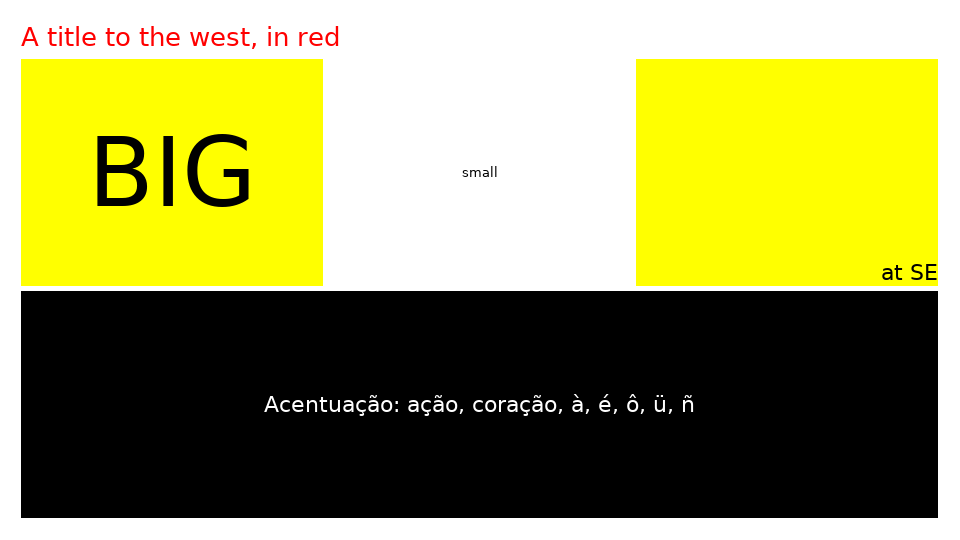 A title to the west, in red
BIG
small
at SE
Acentuação: ação, coração, à, é, ô, ü, ñ